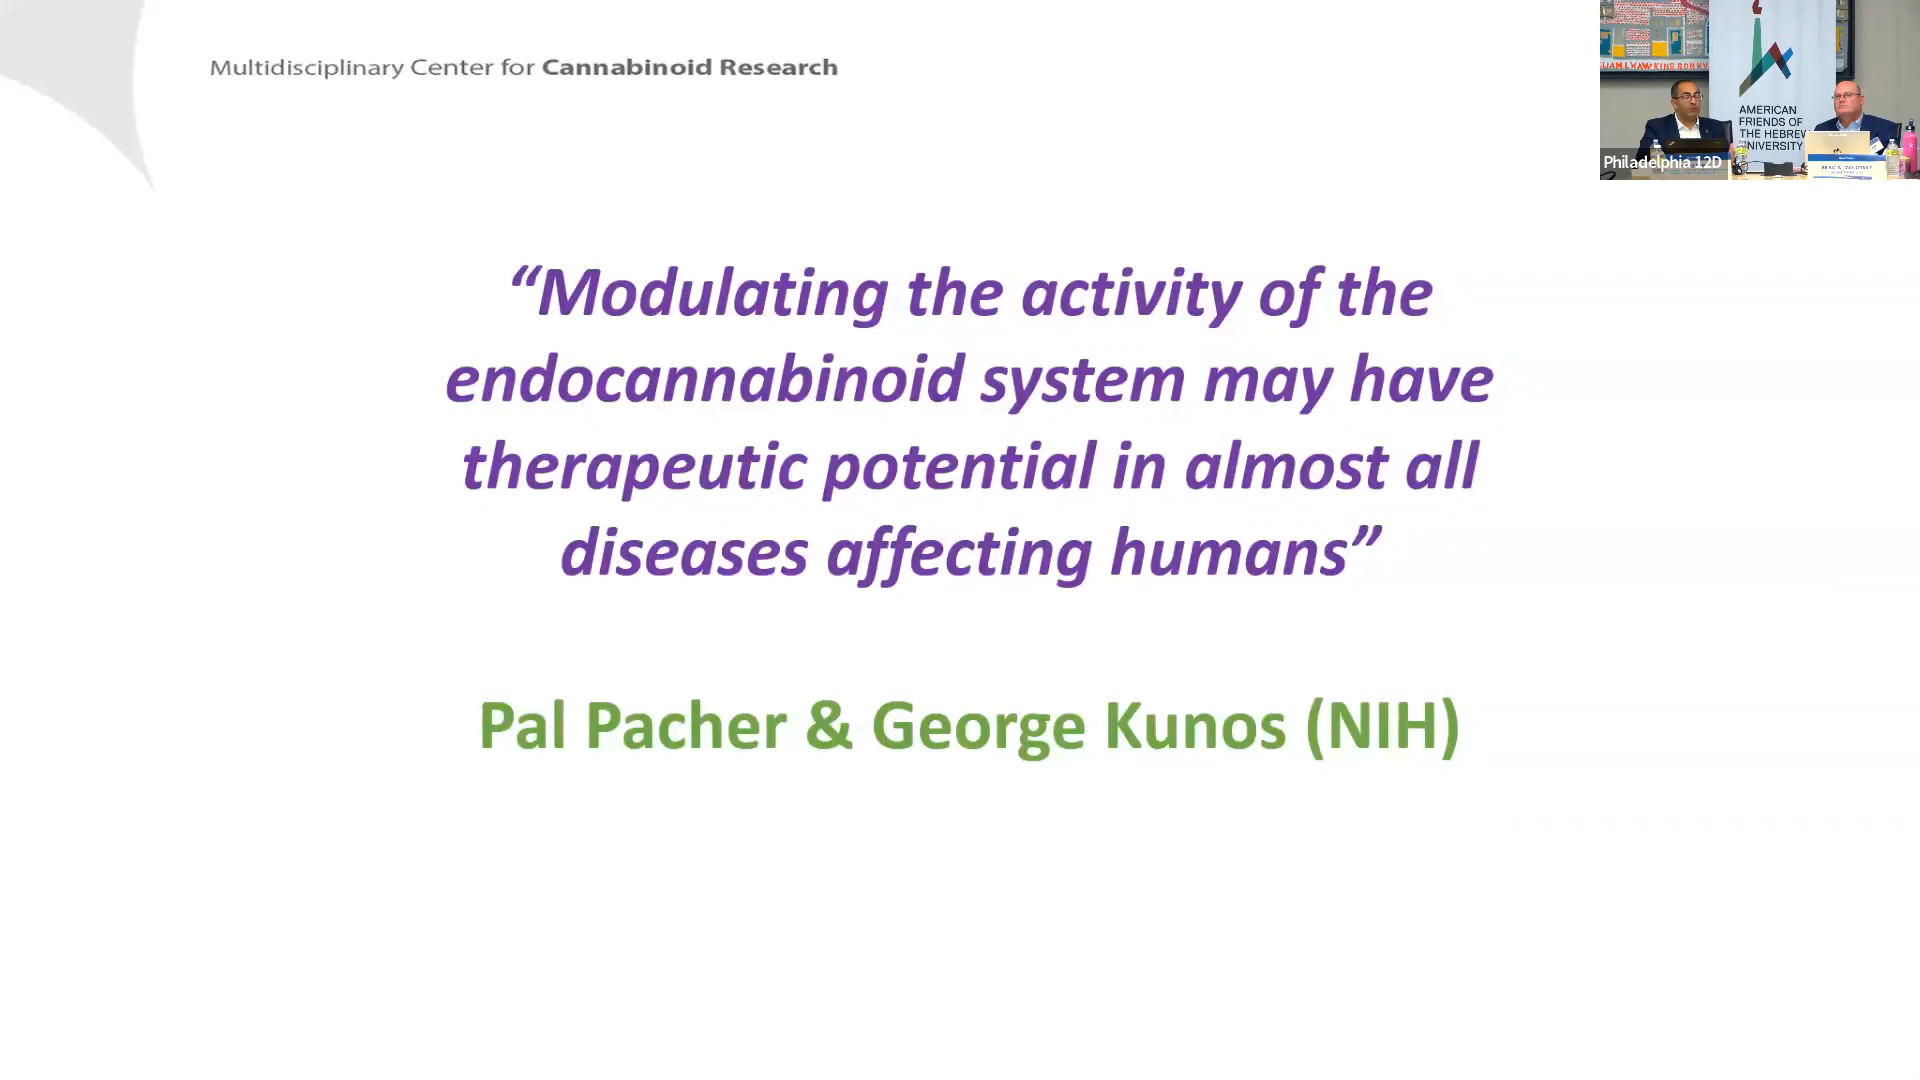 Multidisciplinary Center for Cannabinoid Research
“Modulating the activity of the
endocannabinoid system may have
therapeutic potential in almost all
diseases affecting humans”
Pal Pacher & George Kunos (NIH)
AMERICAN
FRIENDS OF
THE HEBREW
UNIVERSITY
Philadelphia 12D